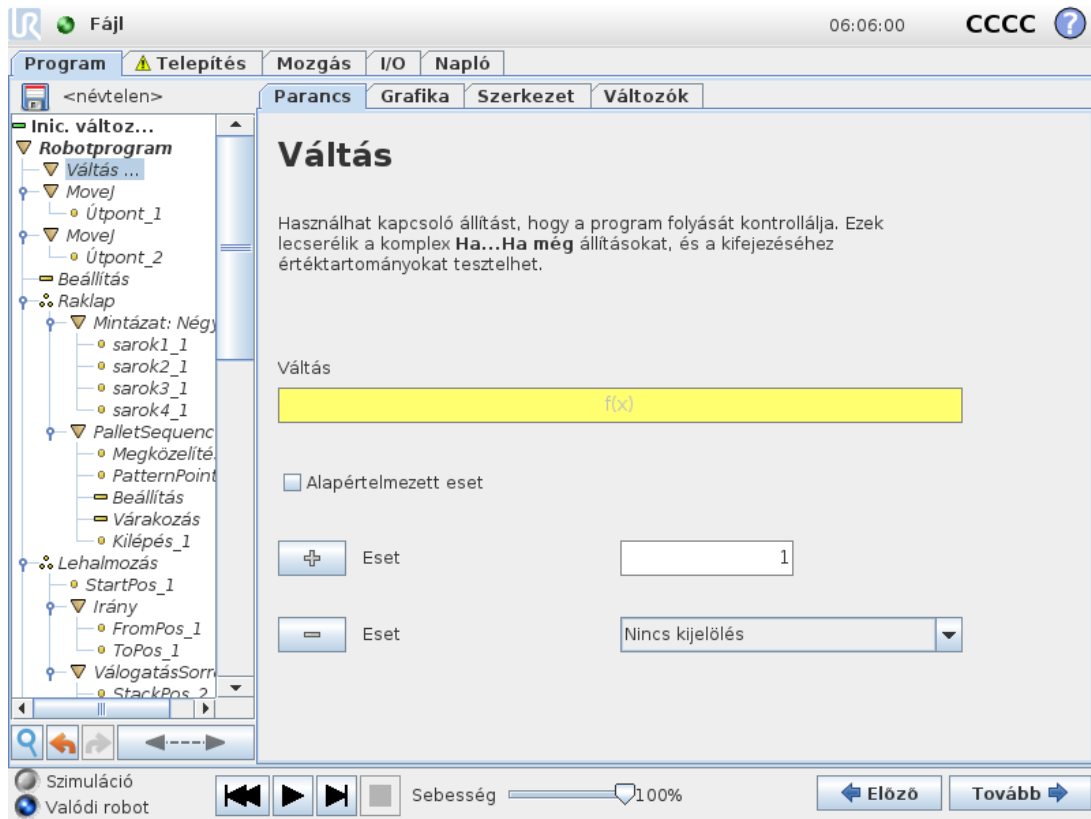 UR Fájl 06:06:00 CCCC ?
Program Telepítés Mozgás I/O Napló
<névtelen>
Parancs Grafika Szerkezet Változók
Inic. változ...
Robotprogram
Váltás ...
MoveJ
Útpont_1
MoveJ
Útpont_2
Beállítás
Raklap
Mintázat: Négy
sarok1_1
sarok2_1
sarok3_1
sarok4_1
PalletSequenc
Megközelítés
PatternPoint
Beállítás
Várakozás
Kilépés_1
Lehalmozás
StartPos_1
Irány
FromPos_1
ToPos_1
VálogatásSorr
StackPos_2
Váltás
Használhat kapcsoló állítást, hogy a program folyását kontrollálja. Ezek
lecserélik a komplex Ha...Ha még állításokat, és a kifejezéséhez
értéktartományokat tesztelhet.
Váltás
f(x)
Alapértelmezett eset
Eset 1
Eset Nincs kijelölés
Szimuláció
Valódi robot
Sebesség 100%
Előző Tovább